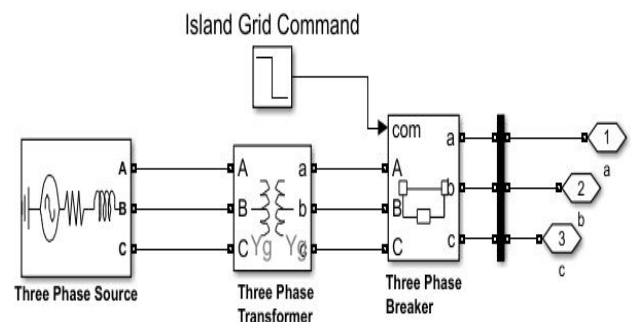 Island Grid Command
com
A
B
C
A
B
C
a
b
c
Yg
Yg
A
B
C
a
b
c
1
a
2
b
3
c
Three Phase Source
Three Phase
Transformer
Three Phase
Breaker